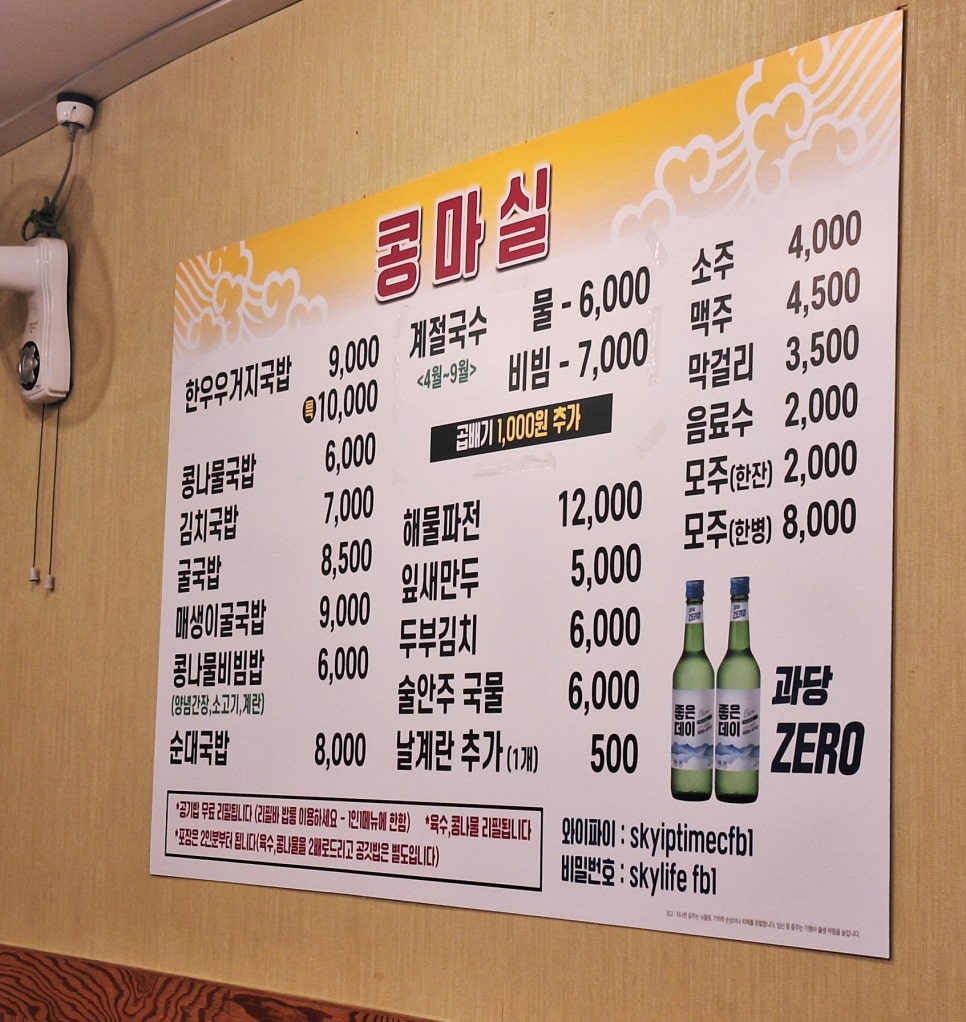 콩마실
한우우거지국밥 9,000
특 10,000
콩나물국밥 6,000
김치국밥 7,000
굴국밥 8,500
매생이굴국밥 9,000
콩나물비빔밥 6,000
(양념간장,소고기,계란)
순대국밥 8,000
계절국수 물 - 6,000
<4월~9월> 비빔 - 7,000
곱배기 1,000원 추가
해물파전 12,000
잎새만두 5,000
두부김치 6,000
술안주 국물 6,000
날계란 추가(1개) 500
소주 4,000
맥주 4,500
막걸리 3,500
음료수 2,000
모주(한잔) 2,000
모주(한병) 8,000
과당 ZERO
과당 ZERO
좋은데이
좋은데이
과당
ZERO
*공기밥 무료 리필됩니다 (리필바 밥통 이용하세요 - 1인1메뉴에 한함) *육수,콩나물 리필됩니다
*포장은 2인분부터 됩니다(육수,콩나물을 2배로드리고 공깃밥은 별도입니다)
와이파이 : skyiptimecfb1
비밀번호 : skylife fb1